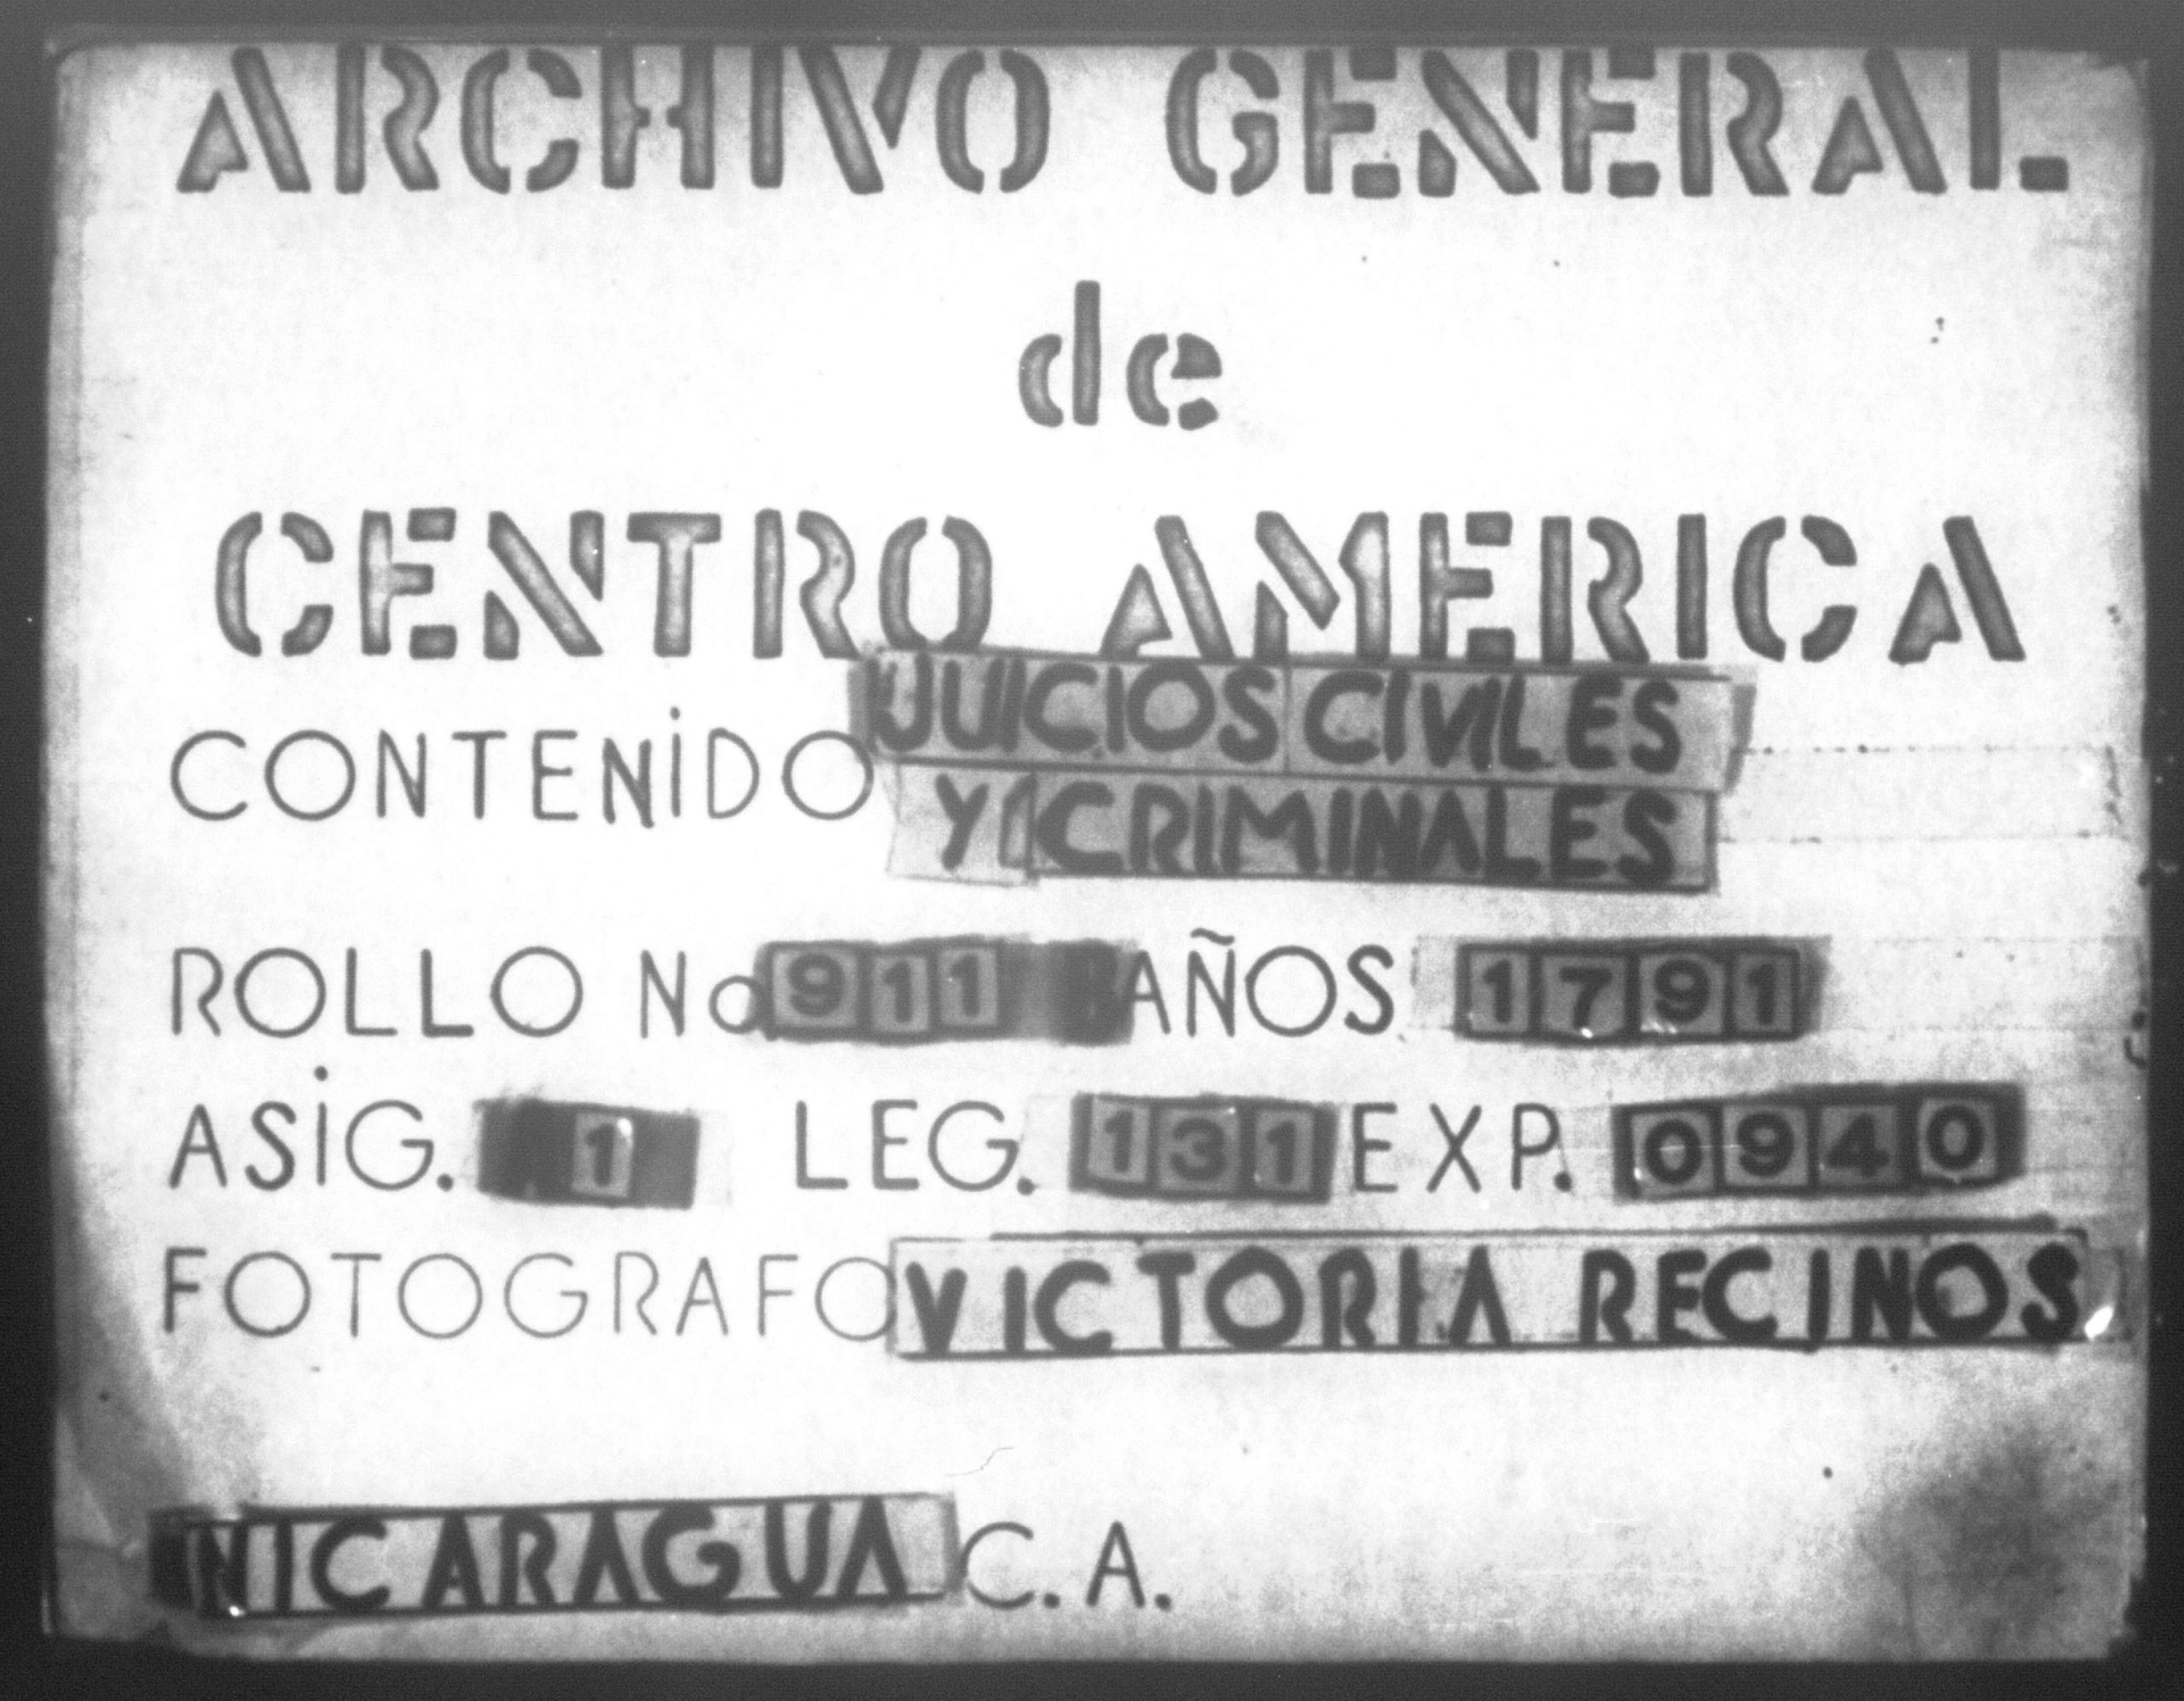 ARCHIVO GENERAL
de
CENTRO AMERICA
CONTENIDO JUICIOS CIVILES
Y CRIMINALES
ROLLO No 911 AÑOS 1791
ASIG. 1 LEG. 131 EXP. 0940
FOTOGRAFO VICTORIA RECINOS
NICARAGUA C.A.